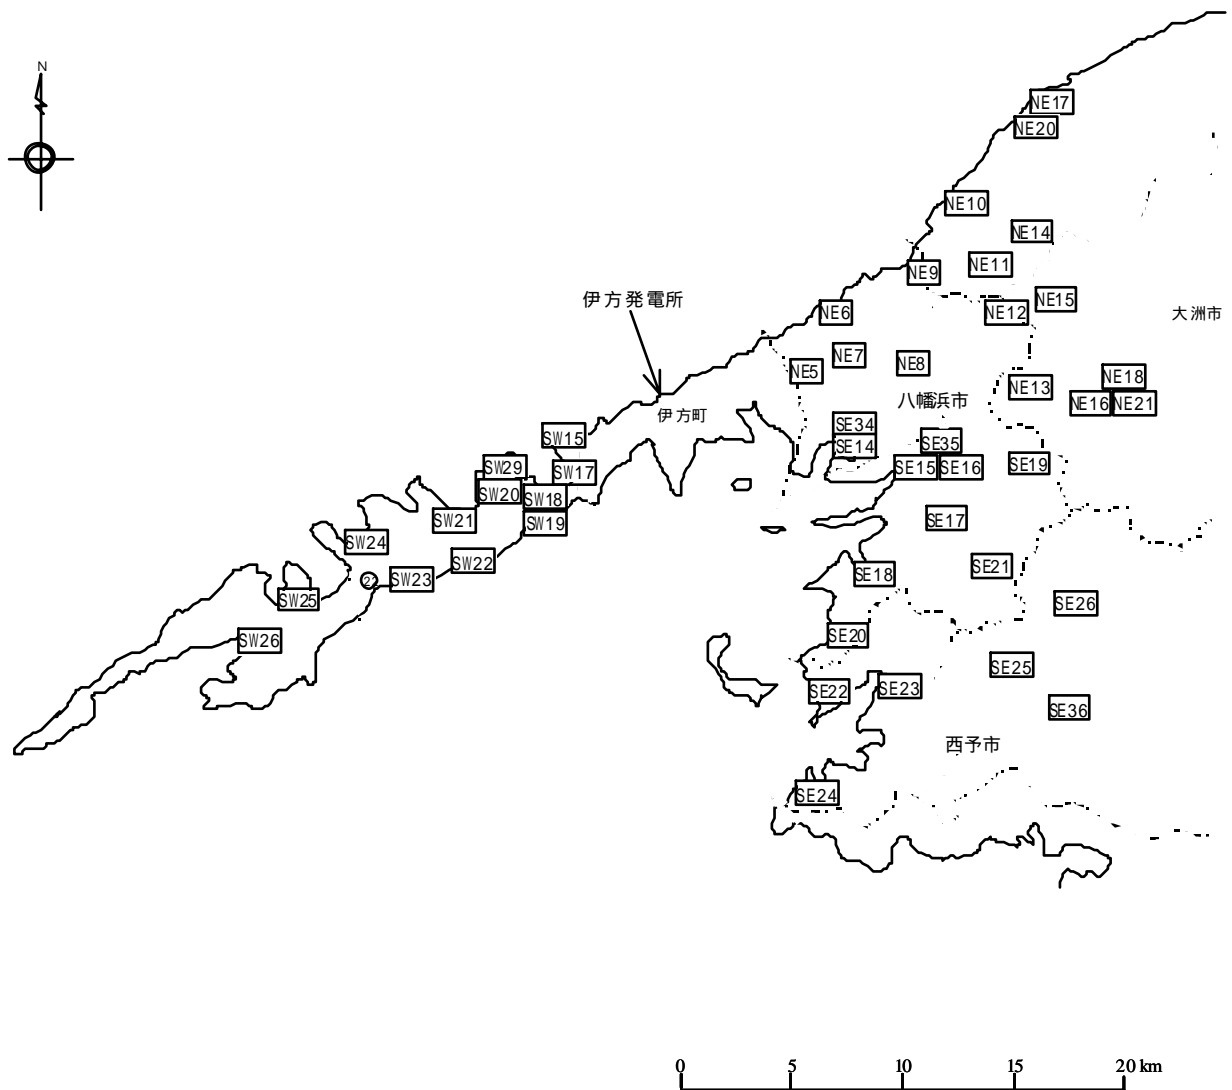 N
NE17
NE20
NE10
NE14
NE11
NE9
伊方発電所
NE15
NE6
NE12
大洲市
NE7
NE8
NE5
NE18
NE13
八幡浜市
NE16
NE21
伊方町
SE34
SW15
SE14
SE35
SW29
SW17
SE15
SE16
SE19
SW20
SW18
SW21
SW19
SE17
SW24
SW22
SE21
SE18
22
SW23
SW25
SE26
SW26
SE20
SE25
SE22
SE23
SE36
西予市
SE24
0 5 10 15 20 km